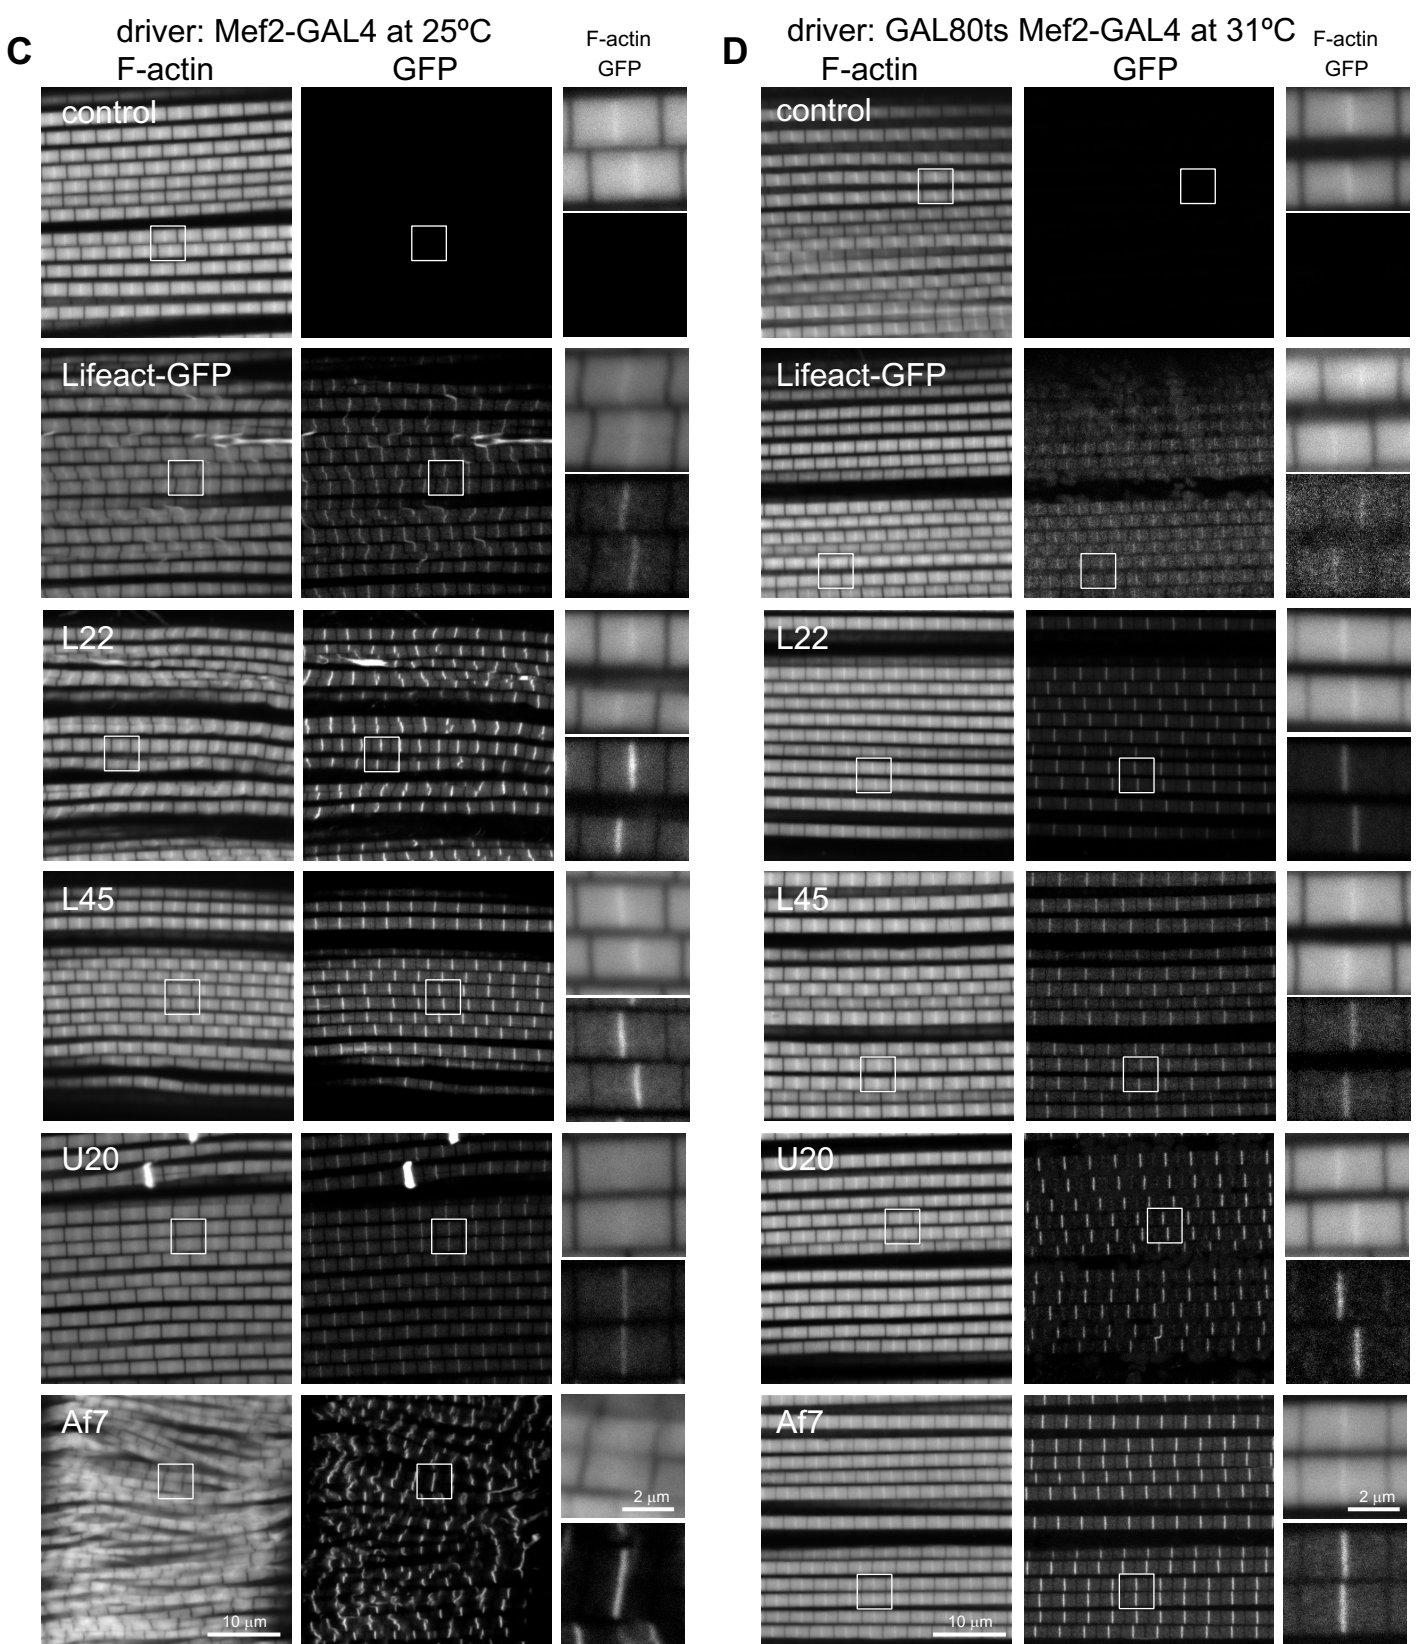 C
driver: Mef2-GAL4 at 25ºC
F-actin
GFP
F-actin
GFP
control
Lifeact-GFP
L22
L45
U20
Af7
2 μm
10 μm
D
driver: GAL80ts Mef2-GAL4 at 31ºC
F-actin
GFP
F-actin
GFP
control
Lifeact-GFP
L22
L45
U20
Af7
2 μm
10 μm